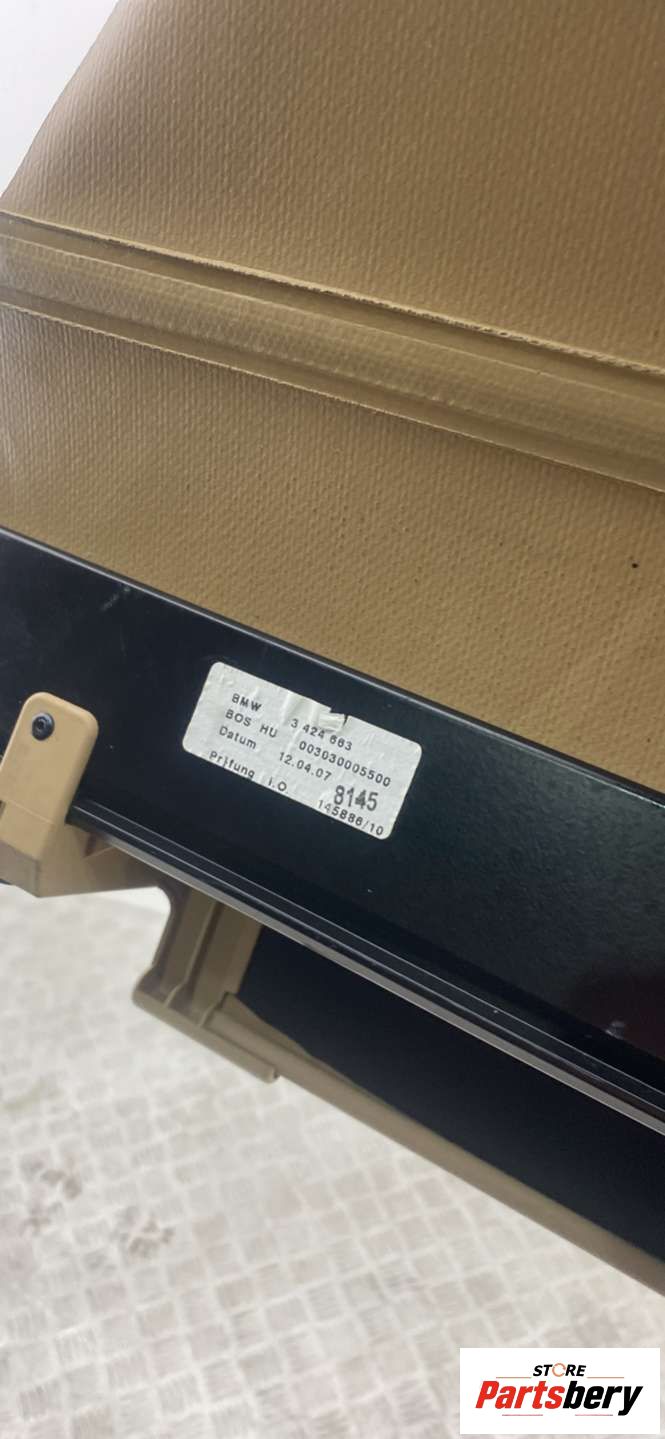 BMW 3 424 663
BOS HU 003030005500
Datum 12.04.07
Prüfung i.O. 8145
145886/10
STORE
Partsbery